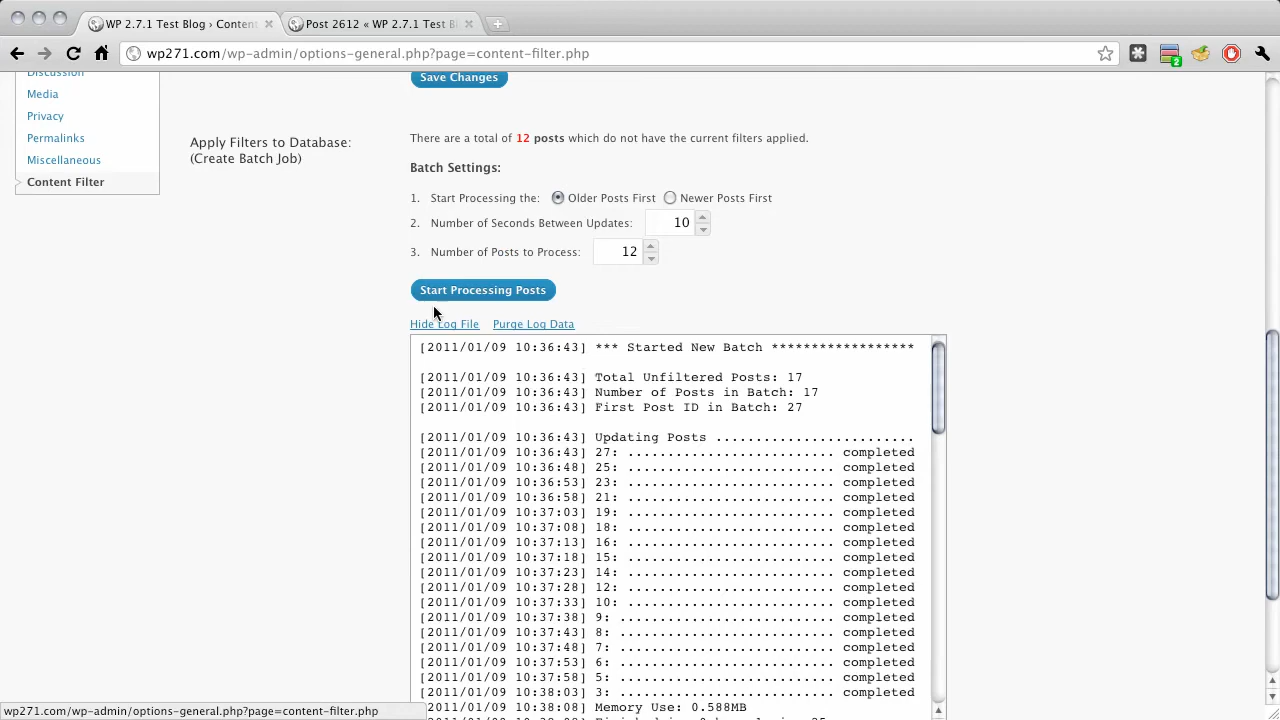 WP 2.7.1 Test Blog › Conten
Post 2612 « WP 2.7.1 Test Bl
wp271.com/wp-admin/options-general.php?page=content-filter.php
2
Discussion
Media
Privacy
Permalinks
Miscellaneous
Content Filter
Save Changes
Apply Filters to Database:
(Create Batch Job)
There are a total of 12 posts which do not have the current filters applied.
Batch Settings:
1. Start Processing the: Older Posts First Newer Posts First
2. Number of Seconds Between Updates: 10
3. Number of Posts to Process: 12
Start Processing Posts
Hide Log File Purge Log Data
[2011/01/09 10:36:43] *** Started New Batch ******************
[2011/01/09 10:36:43] Total Unfiltered Posts: 17
[2011/01/09 10:36:43] Number of Posts in Batch: 17
[2011/01/09 10:36:43] First Post ID in Batch: 27
[2011/01/09 10:36:43] Updating Posts .........................
[2011/01/09 10:36:43] 27: .......................... completed
[2011/01/09 10:36:48] 25: .......................... completed
[2011/01/09 10:36:53] 23: .......................... completed
[2011/01/09 10:36:58] 21: .......................... completed
[2011/01/09 10:37:03] 19: .......................... completed
[2011/01/09 10:37:08] 18: .......................... completed
[2011/01/09 10:37:13] 16: .......................... completed
[2011/01/09 10:37:18] 15: .......................... completed
[2011/01/09 10:37:23] 14: .......................... completed
[2011/01/09 10:37:28] 12: .......................... completed
[2011/01/09 10:37:33] 10: .......................... completed
[2011/01/09 10:37:38] 9: ........................... completed
[2011/01/09 10:37:43] 8: ........................... completed
[2011/01/09 10:37:48] 7: ........................... completed
[2011/01/09 10:37:53] 6: ........................... completed
[2011/01/09 10:37:58] 5: ........................... completed
[2011/01/09 10:38:03] 3: ........................... completed
2011/01/09 10:38:08] Memory Use: 0.588MB
wp271.com/wp-admin/options-general.php?page=content-filter.php